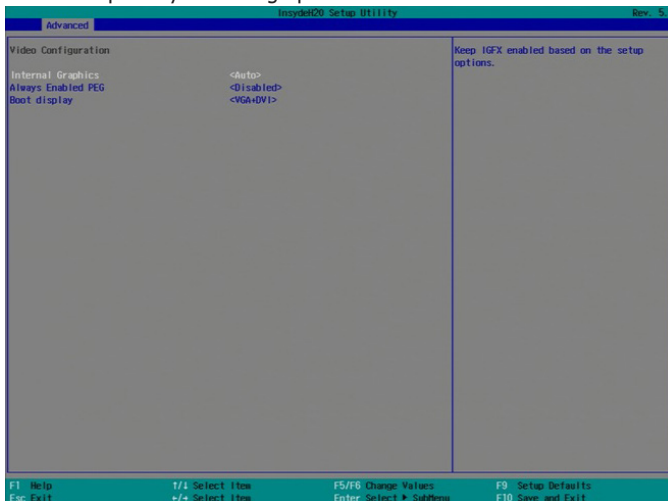 InsydeH20 Setup Utility Rev. 5
Advanced
Video Configuration
Internal Graphics <Auto>
Always Enabled PEG <Disabled>
Boot display <VGA+DVI>
Keep IGFX enabled based on the setup
options.
F1 Help ↑/↓ Select Item F5/F6 Change Values F9 Setup Defaults
Esc Exit ←/→ Select Item Enter Select ► SubMenu F10 Save and Exit